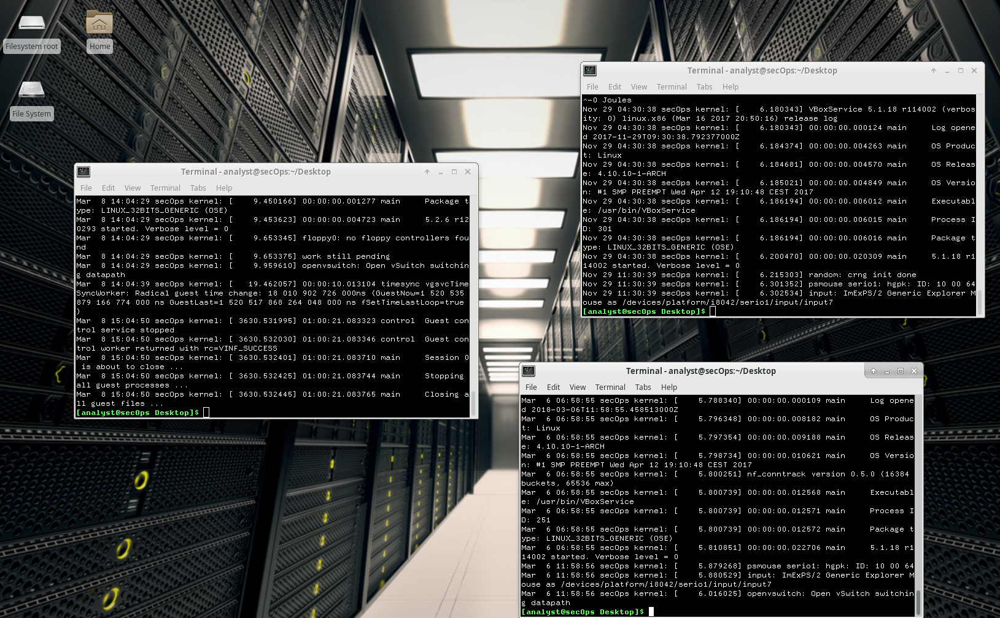 Filesystem root
Home
File System
Terminal - analyst@secOps:~/Desktop
File Edit View Terminal Tabs Help
^-0 Joules
Nov 29 04:30:38 secOps kernel: [    6.180343] VBoxService 5.1.18 r114002 (verbos
ity: 0) linux.x86 (Mar 16 2017 20:50:16) release log
Nov 29 04:30:38 secOps kernel: [    6.180343] 00:00:00.000124 main     Log opene
d 2017-11-29T09:30:38.792377000Z
Nov 29 04:30:38 secOps kernel: [    6.184374] 00:00:00.004263 main     OS Produc
t: Linux
Nov 29 04:30:38 secOps kernel: [    6.184681] 00:00:00.004570 main     OS Releas
e: 4.10.10-1-ARCH
Nov 29 04:30:38 secOps kernel: [    6.185021] 00:00:00.004849 main     OS Versio
n: #1 SMP PREEMPT Wed Apr 12 19:10:48 CEST 2017
Nov 29 04:30:38 secOps kernel: [    6.186194] 00:00:00.006012 main     Executabl
e: /usr/bin/VBoxService
Nov 29 04:30:38 secOps kernel: [    6.186194] 00:00:00.006015 main     Process I
D: 301
Nov 29 04:30:38 secOps kernel: [    6.186194] 00:00:00.006016 main     Package t
ype: LINUX_32BITS_GENERIC (OSE)
Nov 29 04:30:38 secOps kernel: [    6.200470] 00:00:00.020309 main     5.1.18 r1
14002 started. Verbose level = 0
Nov 29 11:30:39 secOps kernel: [    6.215303] random: crng init done
Nov 29 11:30:39 secOps kernel: [    6.301352] psmouse serio1: hgpk: ID: 10 00 64
Nov 29 11:30:39 secOps kernel: [    6.302534] input: ImExPS/2 Generic Explorer M
ouse as /devices/platform/i8042/serio1/input/input7
[analyst@secOps Desktop]$
Terminal - analyst@secOps:~/Desktop
File Edit View Terminal Tabs Help
Mar  8 14:04:29 secOps kernel: [    9.450166] 00:00:00.001277 main     Package t
ype: LINUX_32BITS_GENERIC (OSE)
Mar  8 14:04:29 secOps kernel: [    9.453623] 00:00:00.004723 main     5.2.6 r12
0293 started. Verbose level = 0
Mar  8 14:04:29 secOps kernel: [    9.653345] floppy0: no floppy controllers fou
nd
Mar  8 14:04:29 secOps kernel: [    9.653375] work still pending
Mar  8 14:04:29 secOps kernel: [    9.959610] openvswitch: Open vSwitch switchin
g datapath
Mar  8 14:04:39 secOps kernel: [   19.462057] 00:00:10.013104 timesync vgsvcTime
SyncWorker: Radical guest time change: 18 010 902 726 000ns (GuestNow=1 520 535
879 166 774 000 ns GuestLast=1 520 517 868 264 048 000 ns fSetTimeLastLoop=true
)
Mar  8 15:04:50 secOps kernel: [ 3630.531995] 01:00:21.083323 control  Guest con
trol service stopped
Mar  8 15:04:50 secOps kernel: [ 3630.532030] 01:00:21.083346 control  Guest con
trol worker returned with rc=VINF_SUCCESS
Mar  8 15:04:50 secOps kernel: [ 3630.532401] 01:00:21.083710 main     Session 0
 is about to close ...
Mar  8 15:04:50 secOps kernel: [ 3630.532425] 01:00:21.083744 main     Stopping
all guest processes ...
Mar  8 15:04:50 secOps kernel: [ 3630.532445] 01:00:21.083765 main     Closing a
ll guest files ...
[analyst@secOps Desktop]$
Terminal - analyst@secOps:~/Desktop
File Edit View Terminal Tabs Help
Mar  6 06:58:55 secOps kernel: [    5.788340] 00:00:00.000109 main     Log opene
d 2018-03-06T11:58:55.458513000Z
Mar  6 06:58:55 secOps kernel: [    5.796348] 00:00:00.008182 main     OS Produc
t: Linux
Mar  6 06:58:55 secOps kernel: [    5.797354] 00:00:00.009188 main     OS Releas
e: 4.10.10-1-ARCH
Mar  6 06:58:55 secOps kernel: [    5.798734] 00:00:00.010621 main     OS Versio
n: #1 SMP PREEMPT Wed Apr 12 19:10:48 CEST 2017
Mar  6 06:58:55 secOps kernel: [    5.800251] nf_conntrack version 0.5.0 (16384
buckets, 65536 max)
Mar  6 06:58:55 secOps kernel: [    5.800739] 00:00:00.012568 main     Executabl
e: /usr/bin/VBoxService
Mar  6 06:58:55 secOps kernel: [    5.800739] 00:00:00.012571 main     Process I
D: 251
Mar  6 06:58:55 secOps kernel: [    5.800739] 00:00:00.012572 main     Package t
ype: LINUX_32BITS_GENERIC (OSE)
Mar  6 06:58:55 secOps kernel: [    5.810851] 00:00:00.022706 main     5.1.18 r1
14002 started. Verbose level = 0
Mar  6 11:58:56 secOps kernel: [    5.879268] psmouse serio1: hgpk: ID: 10 00 64
Mar  6 11:58:56 secOps kernel: [    5.880529] input: ImExPS/2 Generic Explorer M
ouse as /devices/platform/i8042/serio1/input/input7
Mar  6 11:58:56 secOps kernel: [    6.016025] openvswitch: Open vSwitch switchin
g datapath
[analyst@secOps Desktop]$